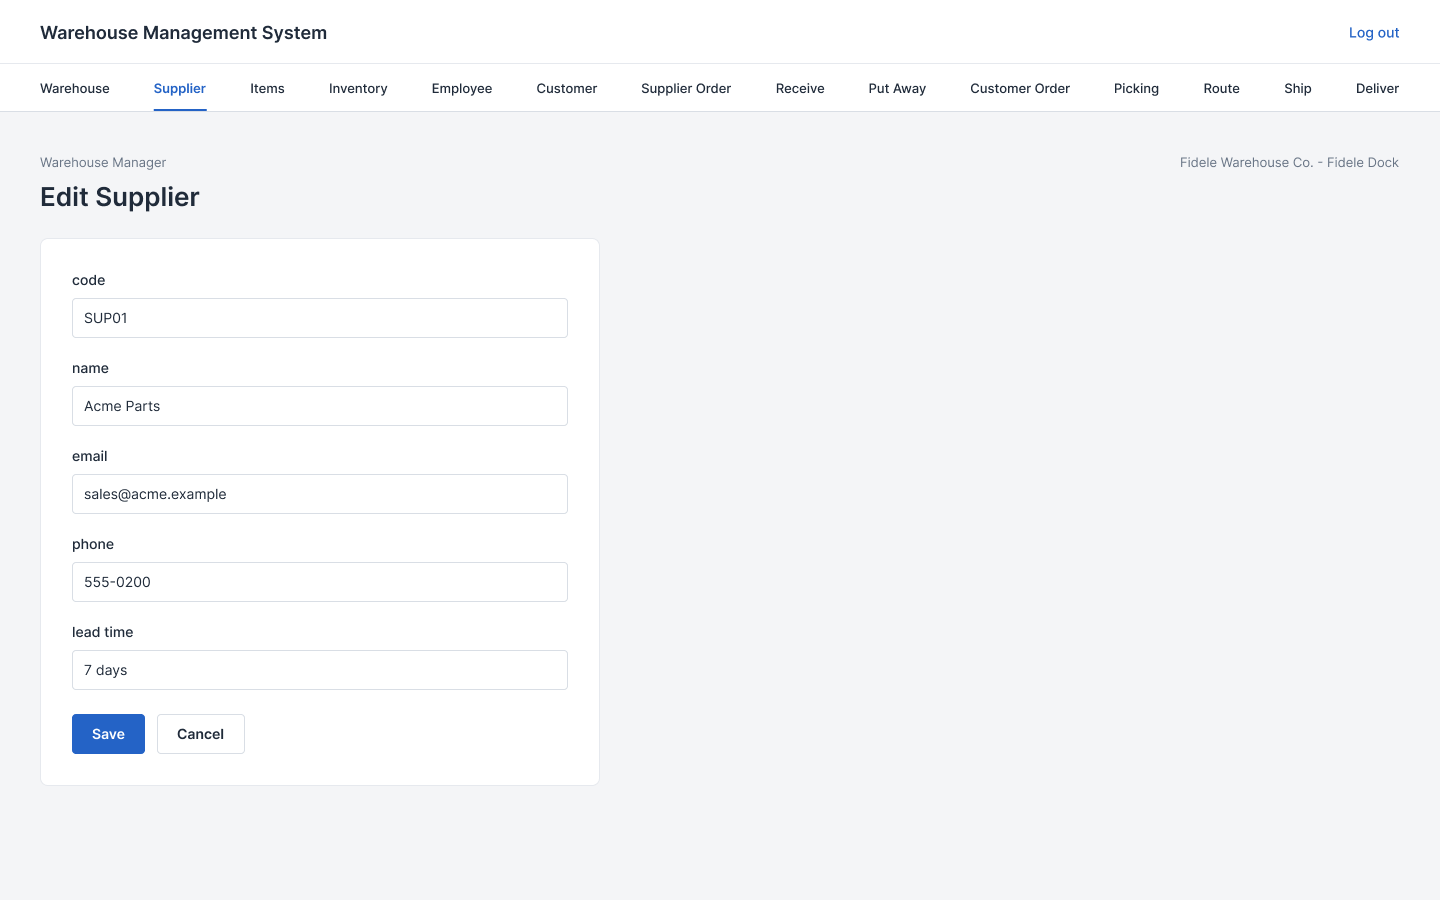 Warehouse Management System
Log out
Warehouse Supplier Items Inventory Employee Customer Supplier Order Receive Put Away Customer Order Picking Route Ship Deliver
Warehouse Manager
Fidele Warehouse Co. - Fidele Dock
Edit Supplier
code
SUP01
name
Acme Parts
email
sales@acme.example
phone
555-0200
lead time
7 days
Save Cancel